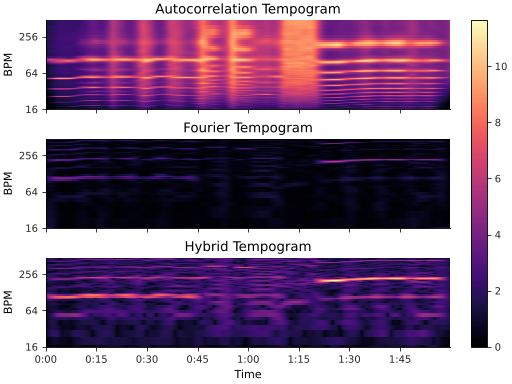 Autocorrelation Tempogram
BPM
256
64
16
Fourier Tempogram
BPM
256
64
16
Hybrid Tempogram
BPM
256
64
16
0:00 0:15 0:30 0:45 1:00 1:15 1:30 1:45
Time
10
8
6
4
2
0